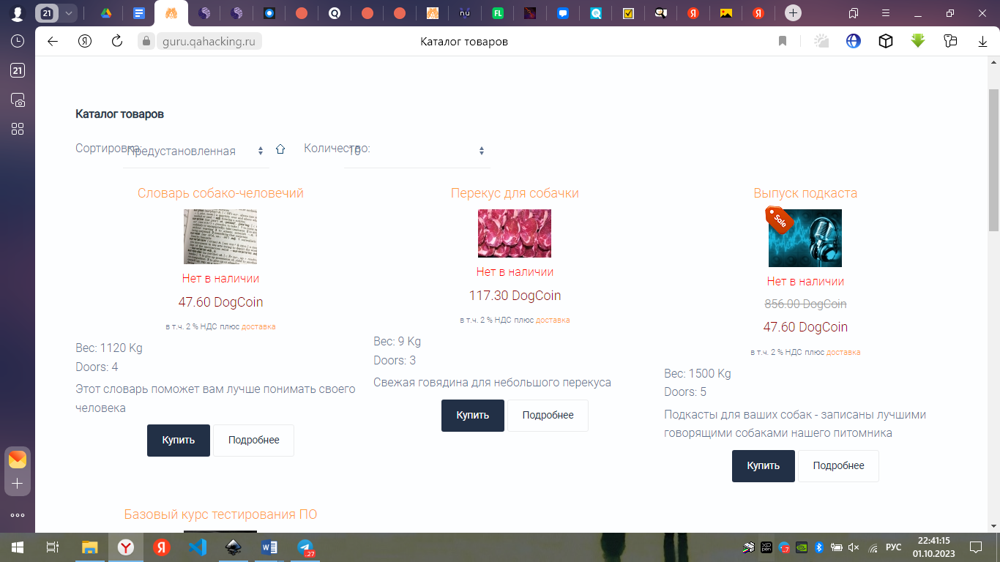 21
nu
FL
21
guru.qahacking.ru
Каталог товаров
Каталог товаров
Сортировка:
Предустановленная
Количество:
10
Словарь собако-человечий
Нет в наличии
47.60 DogCoin
в т.ч. 2 % НДС плюс доставка
Вес: 1120 Kg
Doors: 4
Этот словарь поможет вам лучше понимать своего
человека
Купить
Подробнее
Перекус для собачки
Нет в наличии
117.30 DogCoin
в т.ч. 2 % НДС плюс доставка
Вес: 9 Kg
Doors: 3
Свежая говядина для небольшого перекуса
Купить
Подробнее
Выпуск подкаста
Sale
Нет в наличии
856.00 DogCoin
47.60 DogCoin
в т.ч. 2 % НДС плюс доставка
Вес: 1500 Kg
Doors: 5
Подкасты для ваших собак - записаны лучшими
говорящими собаками нашего питомника
Купить
Подробнее
Базовый курс тестирования ПО
27
РУС
22:41:15
01.10.2023